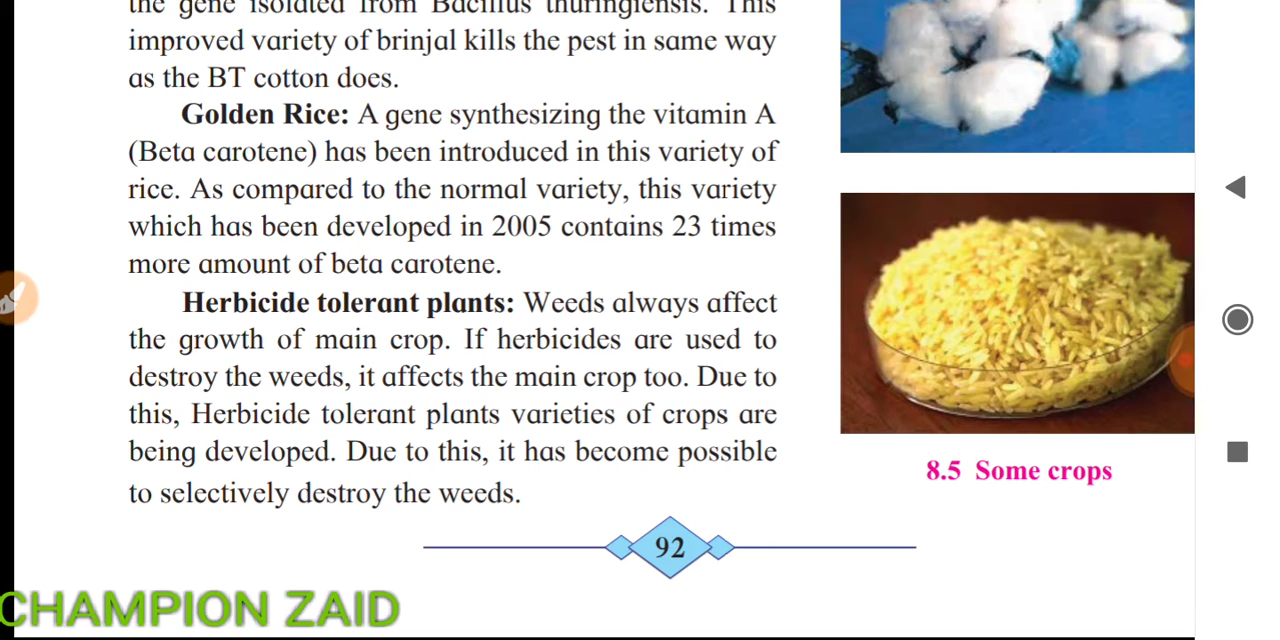 the gene isolated from Bacillus thuringiensis. This
improved variety of brinjal kills the pest in same way
as the BT cotton does.
Golden Rice: A gene synthesizing the vitamin A
(Beta carotene) has been introduced in this variety of
rice. As compared to the normal variety, this variety
which has been developed in 2005 contains 23 times
more amount of beta carotene.
Herbicide tolerant plants: Weeds always affect
the growth of main crop. If herbicides are used to
destroy the weeds, it affects the main crop too. Due to
this, Herbicide tolerant plants varieties of crops are
being developed. Due to this, it has become possible
to selectively destroy the weeds.
8.5 Some crops
92
CHAMPION ZAID